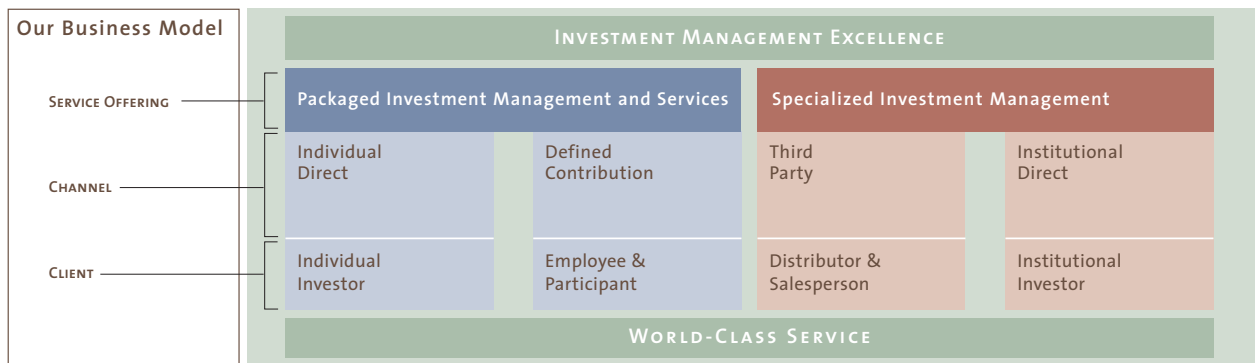 Our Business Model
INVESTMENT MANAGEMENT EXCELLENCE
SERVICE OFFERING
Packaged Investment Management and Services
Specialized Investment Management
CHANNEL
Individual
Direct
Defined
Contribution
Third
Party
Institutional
Direct
CLIENT
Individual
Investor
Employee &
Participant
Distributor &
Salesperson
Institutional
Investor
WORLD-CLASS SERVICE